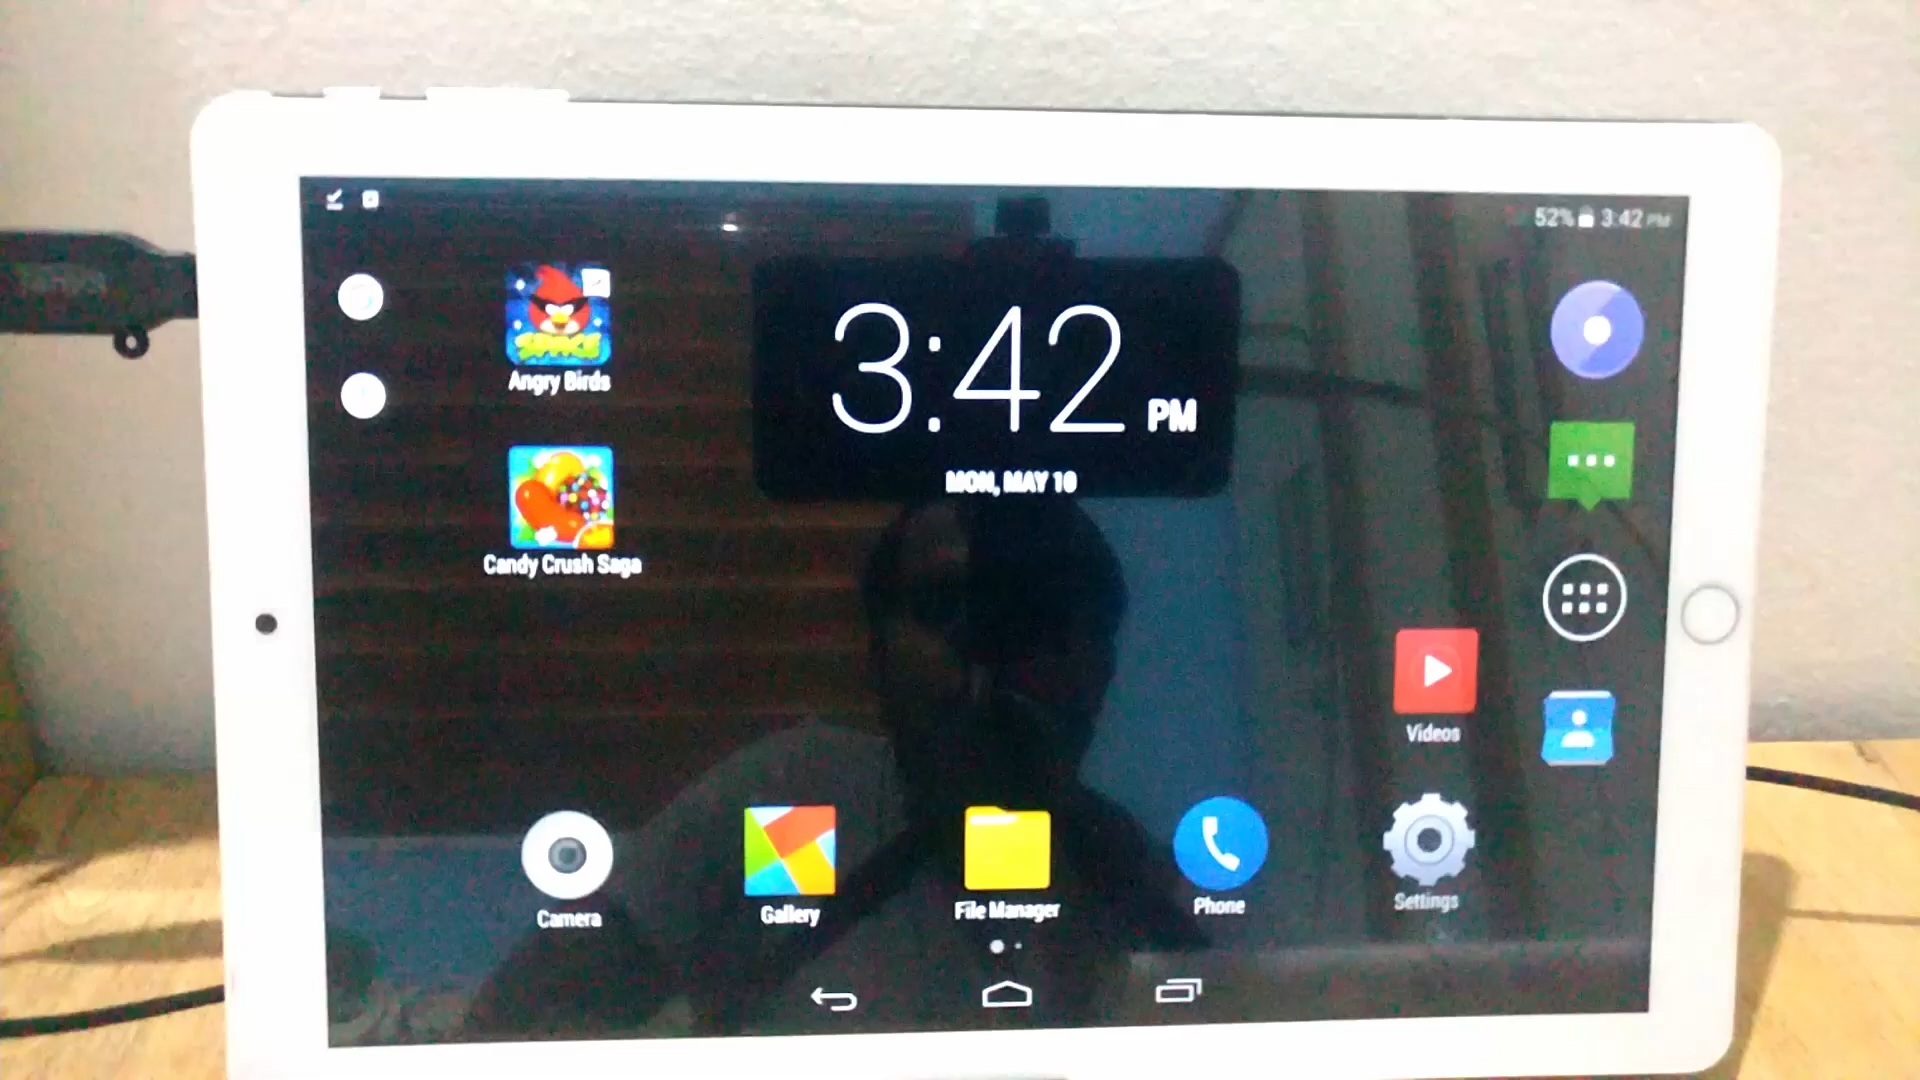 52% 3:42 PM
SPACE
Angry Birds
3:42 PM
MON, MAY 10
Candy Crush Saga
Videos
Camera
Gallery
File Manager
Phone
Settings